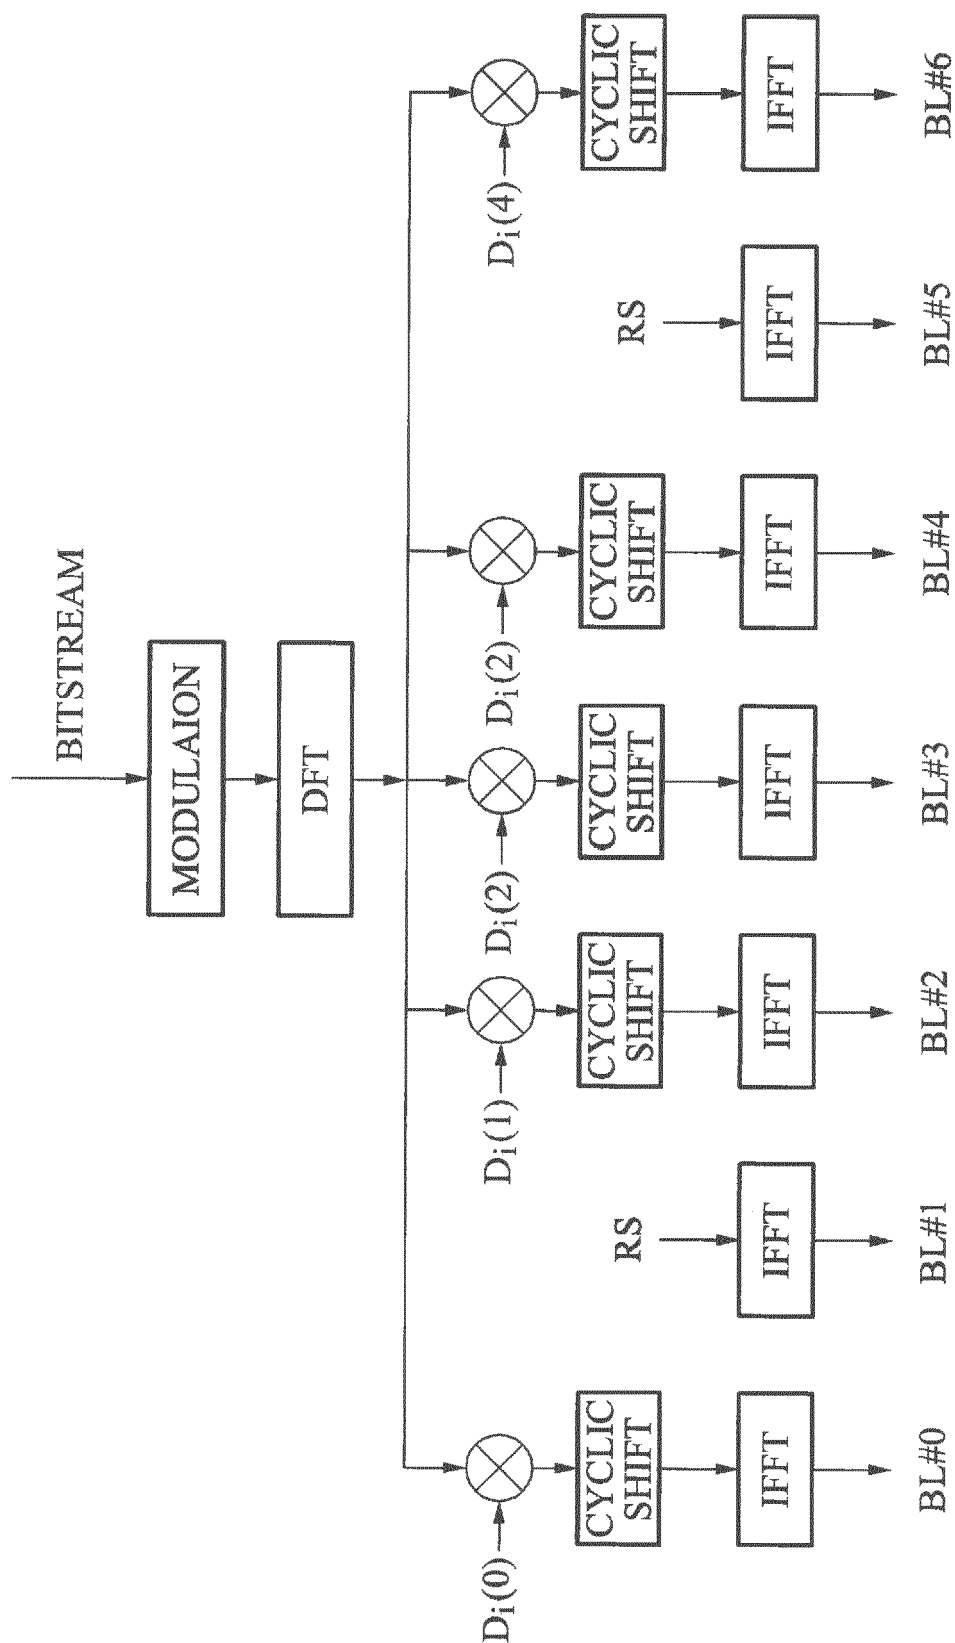 BITSTREAM
MODULAION
DFT
Di(0)
Di(1)
Di(2)
Di(2)
Di(4)
CYCLIC
SHIFT
RS
CYCLIC
SHIFT
CYCLIC
SHIFT
CYCLIC
SHIFT
RS
CYCLIC
SHIFT
IFFT
IFFT
IFFT
IFFT
IFFT
IFFT
IFFT
BL#0
BL#1
BL#2
BL#3
BL#4
BL#5
BL#6